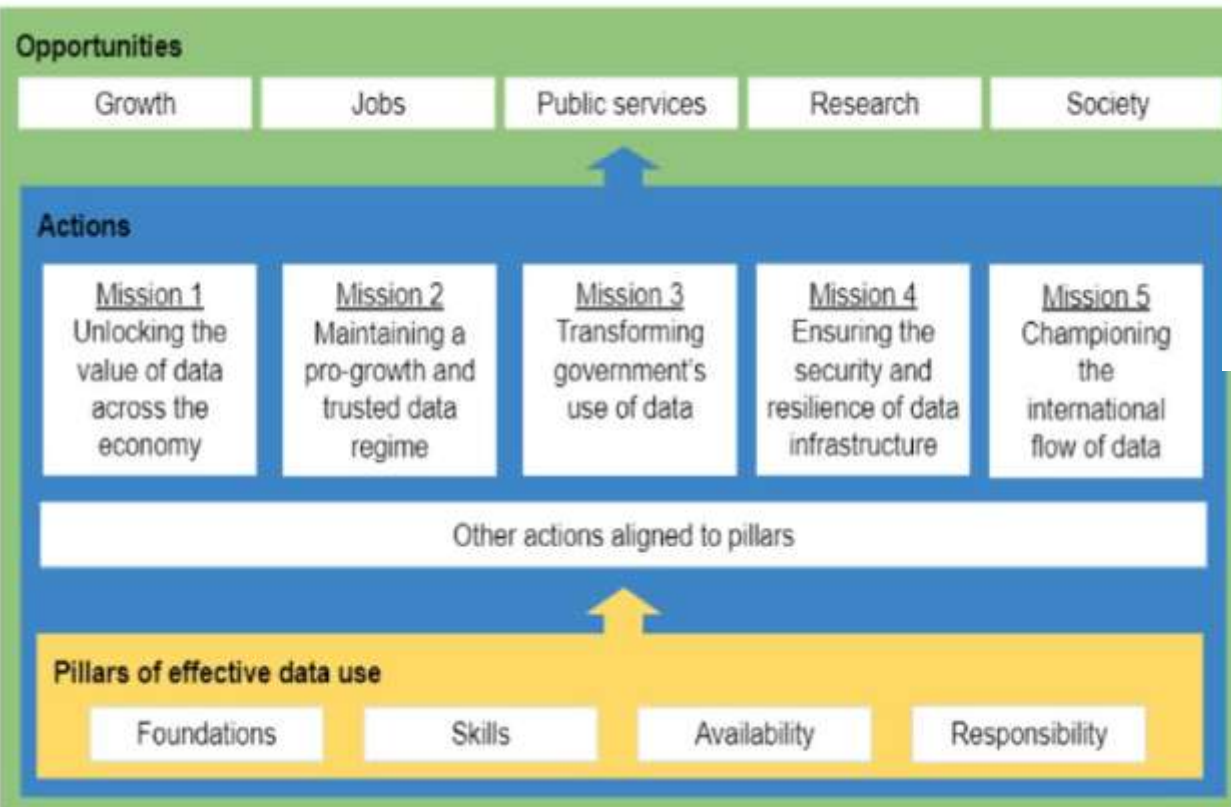 Opportunities
Growth
Jobs
Public services
Research
Society
Actions
Mission 1
Unlocking the
value of data
across the
economy
Mission 2
Maintaining a
pro-growth and
trusted data
regime
Mission 3
Transforming
government's
use of data
Mission 4
Ensuring the
security and
resilience of data
infrastructure
Mission 5
Championing
the
international
flow of data
Other actions aligned to pillars
Pillars of effective data use
Foundations
Skills
Availability
Responsibility